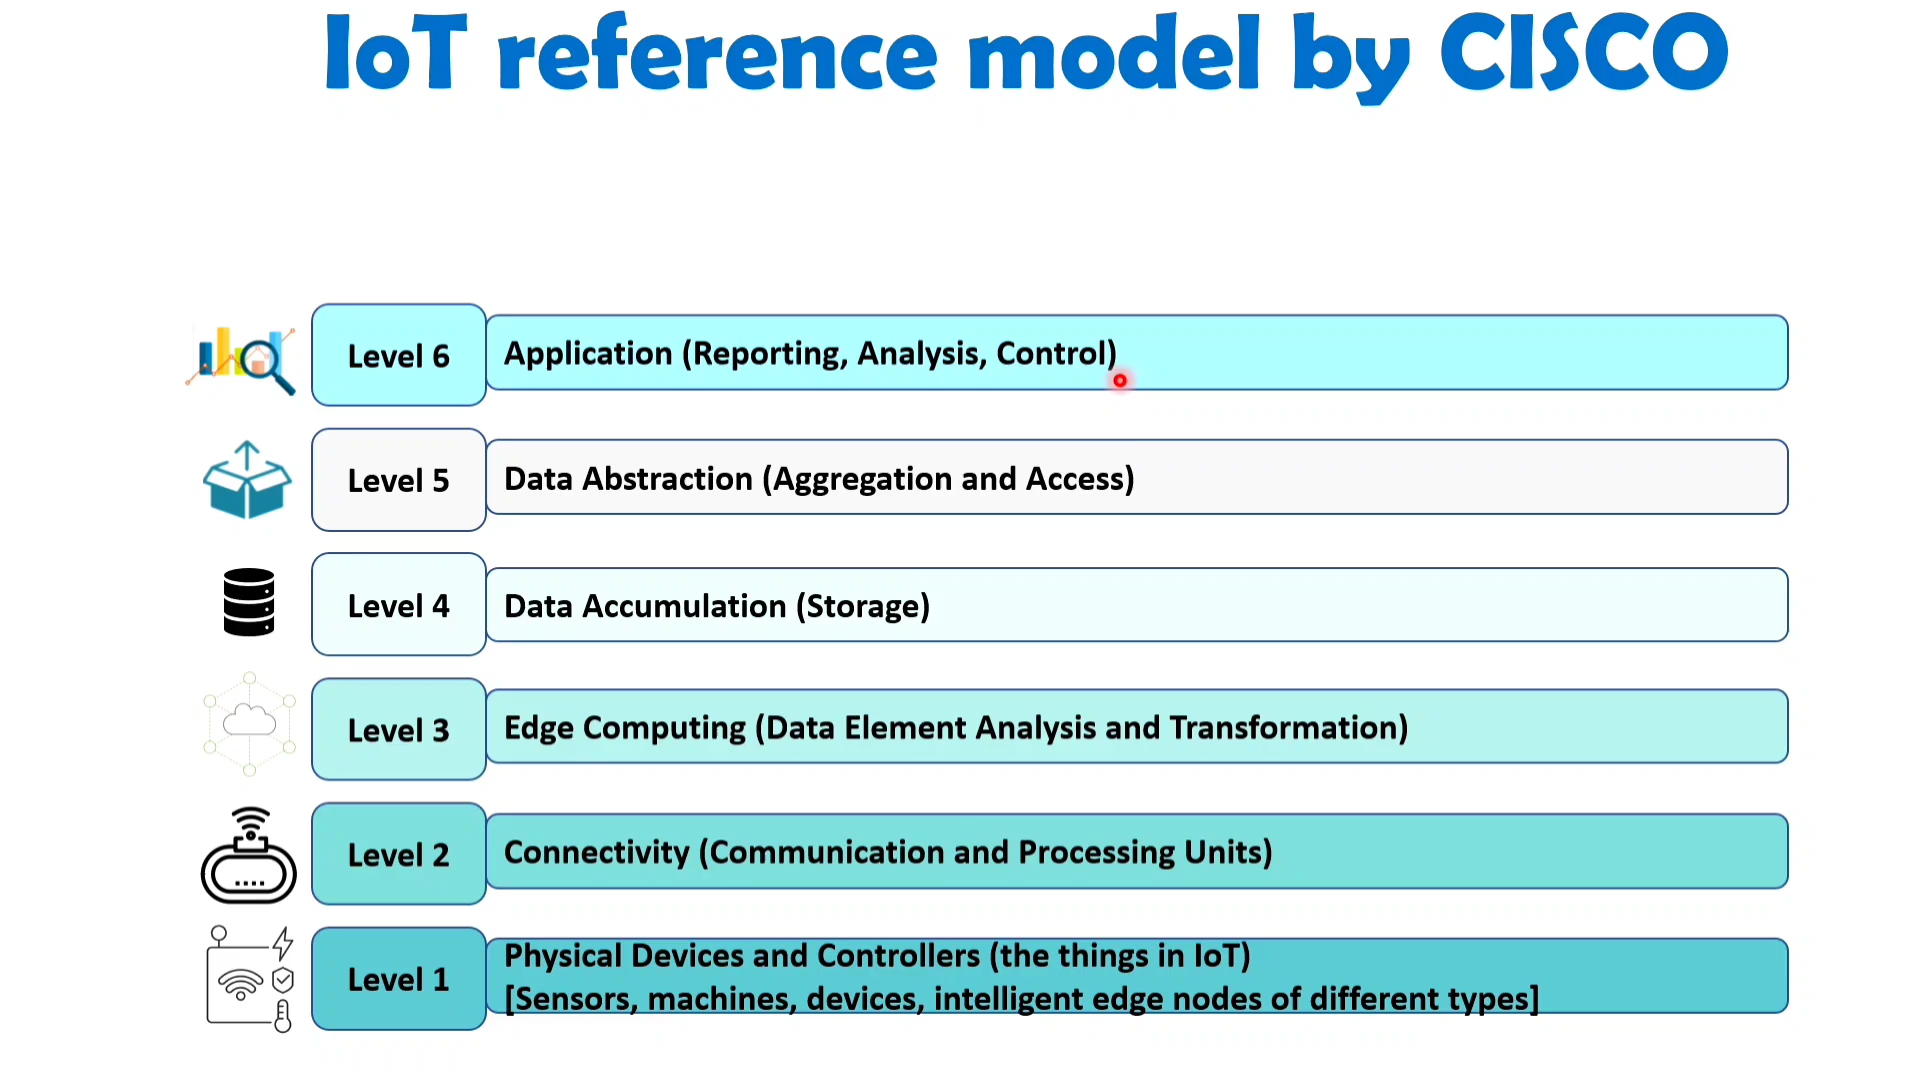 IoT reference model by CISCO
Level 6
Application (Reporting, Analysis, Control)
Level 5
Data Abstraction (Aggregation and Access)
Level 4
Data Accumulation (Storage)
Level 3
Edge Computing (Data Element Analysis and Transformation)
Level 2
Connectivity (Communication and Processing Units)
Level 1
Physical Devices and Controllers (the things in IoT)
[Sensors, machines, devices, intelligent edge nodes of different types]